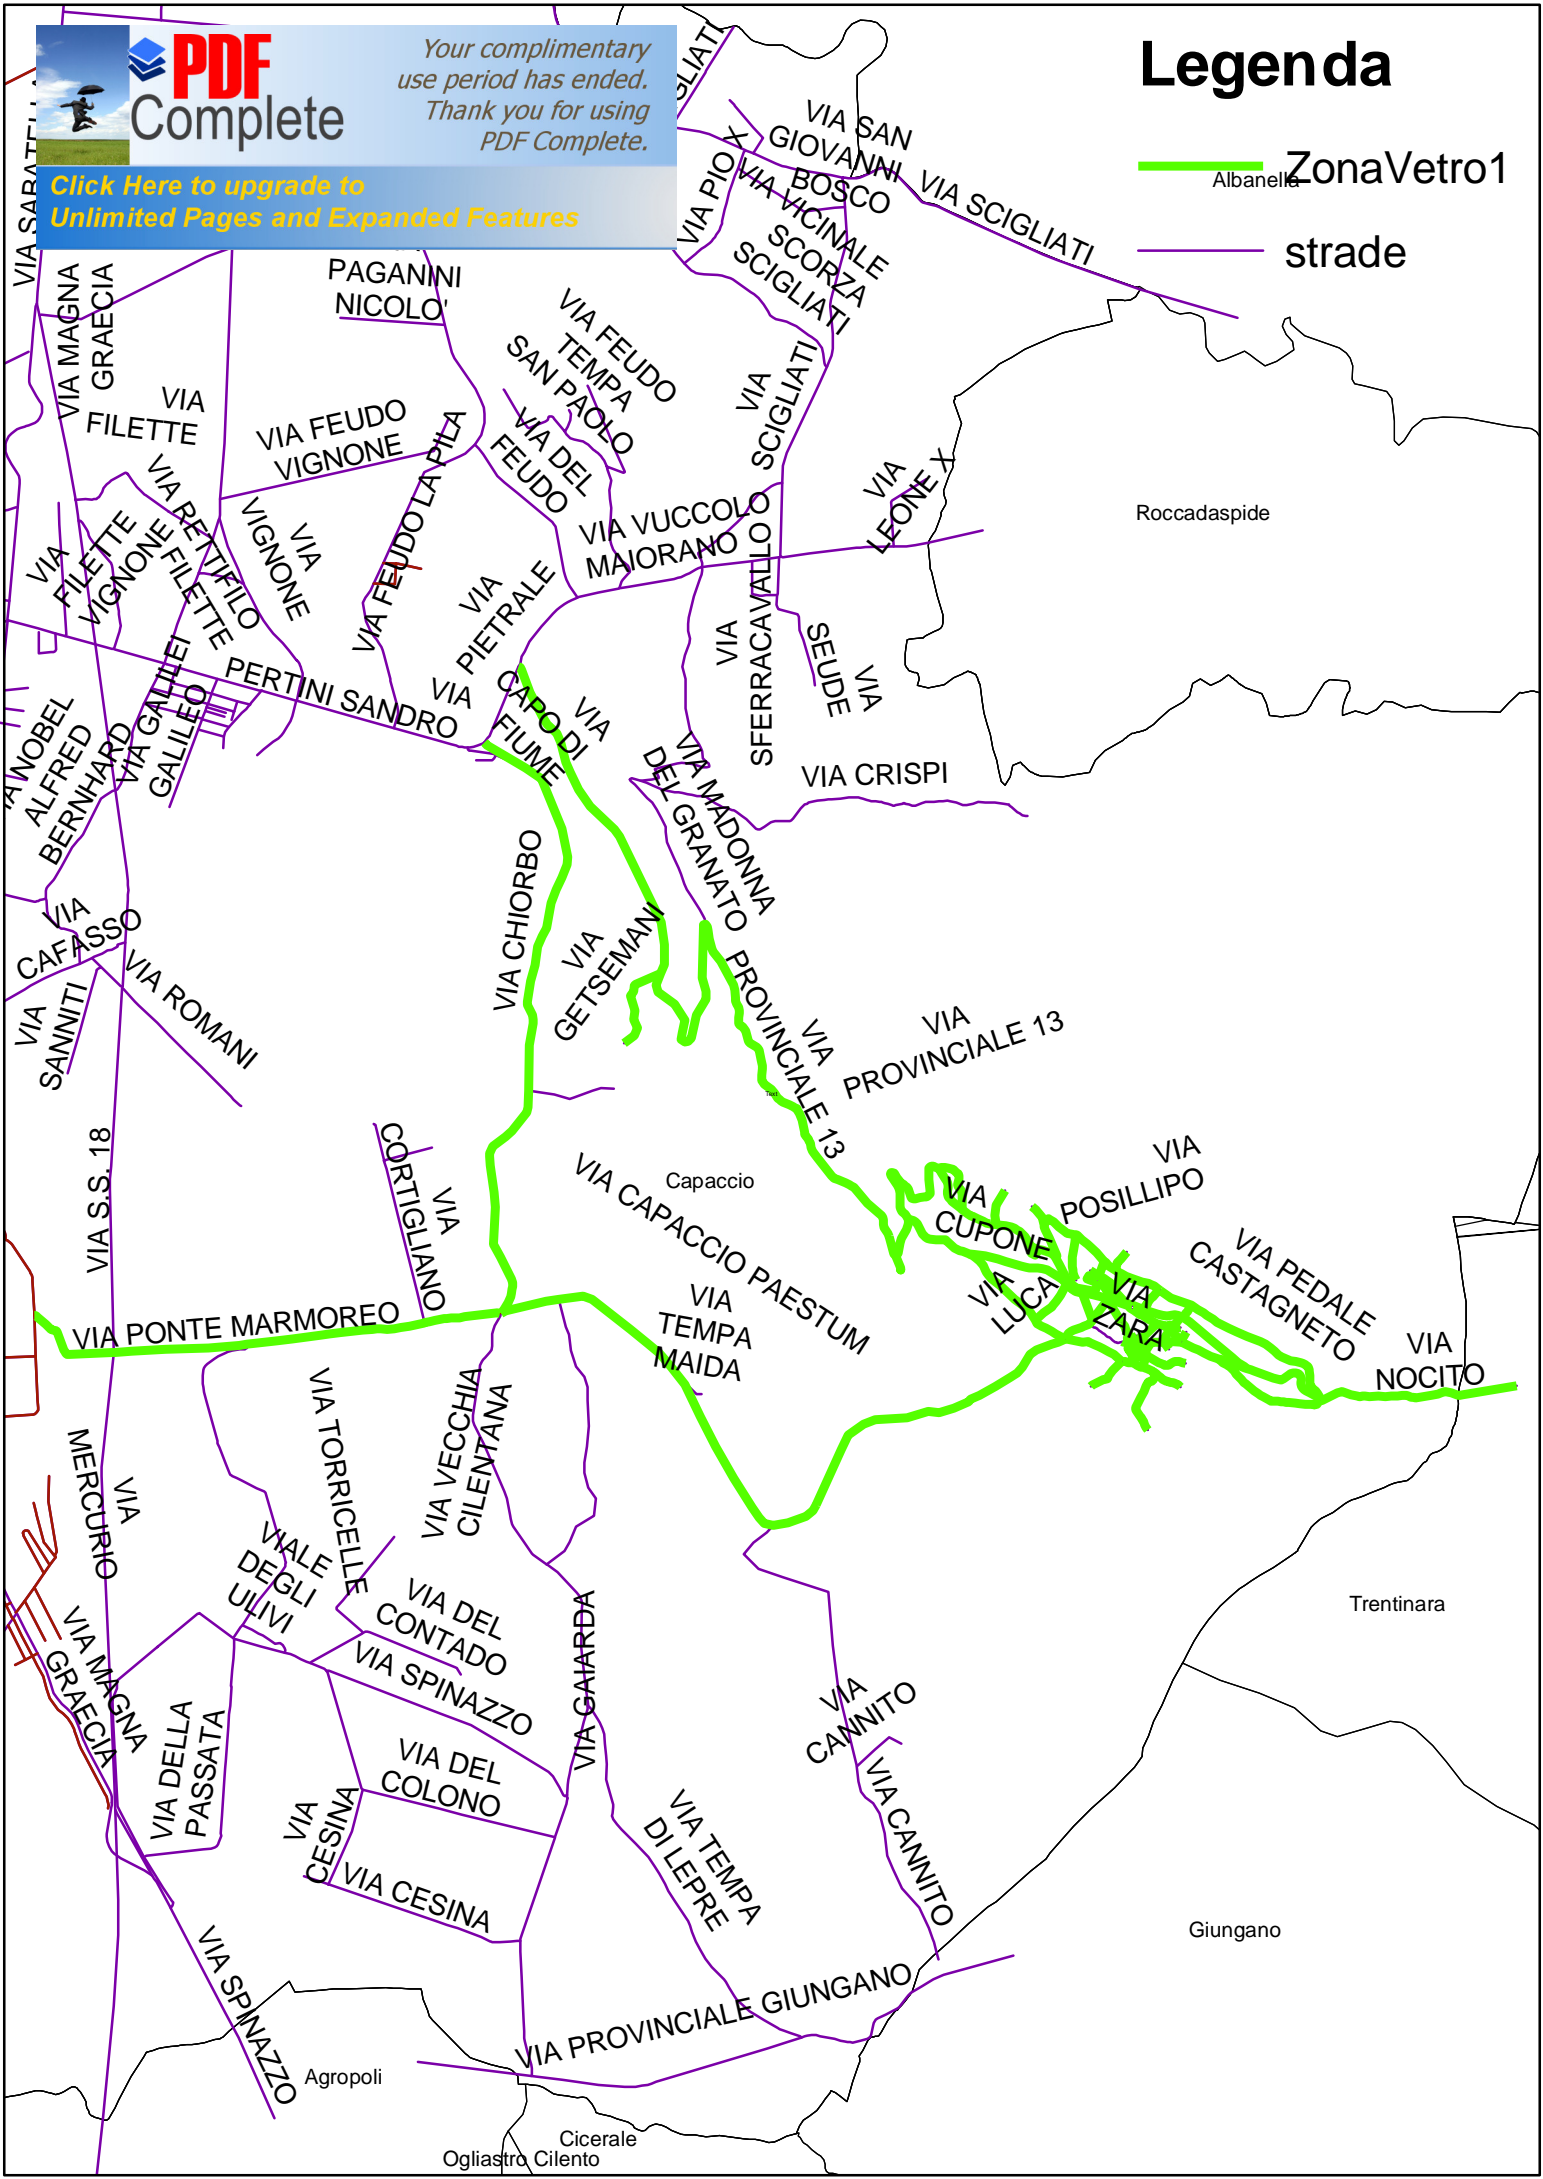 PDF
Complete
Your complimentary
use period has ended.
Thank you for using
PDF Complete.
Click Here to upgrade to
Unlimited Pages and Expanded Features
Legenda
ZonaVetro1
strade
Albanella
VIA SAN
GIOVANNI
BOSCO
VIA SCIGLIATI
VIA PIO X
VIA VICINALE
SCORZA
SCIGLIATI
VIA MAGNA
GRAECIA
PAGANINI
NICOLO'
VIA FEUDO
TEMPA
SAN PAOLO
VIA
SCIGLIATI
VIA
FILETTE
VIA FEUDO
VIGNONE
VIA FEUDO LA PILA
VIA DEL
FEUDO
VIA
LEONE X
Roccadaspide
VIA RETTIFILO
FILETTE
VIA
VIGNONE
VIA
FILETTE
VIGNONE
VIA VUCCOLO
MAIORANO
VIA
PIETRALE
VIA
SFERRACAVALLO
VIA
SEUDE
VIA GALILEI
GALILEO
VIA
PERTINI SANDRO
VIA
CAPO DI
FIUME
NOBEL
ALFRED
BERNHARD
VIA MADONNA
DEL GRANATO
VIA CRISPI
VIA CHIORBO
VIA
GETSEMANI
VIA
CAFASSO
VIA ROMANI
VIA
SANNITI
VIA
PROVINCIALE 13
VIA
PROVINCIALE 13
Text
VIA S.S. 18
VIA
CORTIGLIANO
Capaccio
VIA CAPACCIO PAESTUM
VIA
POSILLIPO
VIA
CUPONE
VIA PEDALE
CASTAGNETO
VIA
LUCA
VIA
ZARA
VIA
NOCITO
VIA PONTE MARMOREO
VIA
TEMPA
MAIDA
VIA TORRICELLE
VIA VECCHIA
CILENTANA
VIA
MERCURIO
VIALE
DEGLI
ULIVI
VIA DEL
CONTADO
VIA SPINAZZO
VIA GAIARDA
Trentinara
VIA MAGNA
GRAECIA
VIA DELLA
PASSATA
VIA
CANNITO
VIA DEL
COLONO
VIA
CESINA
VIA CESINA
VIA TEMPA
DI LEPRE
VIA CANNITO
Giungano
VIA SPINAZZO
VIA PROVINCIALE GIUNGANO
Agropoli
Cicerale
Ogliastro Cilento